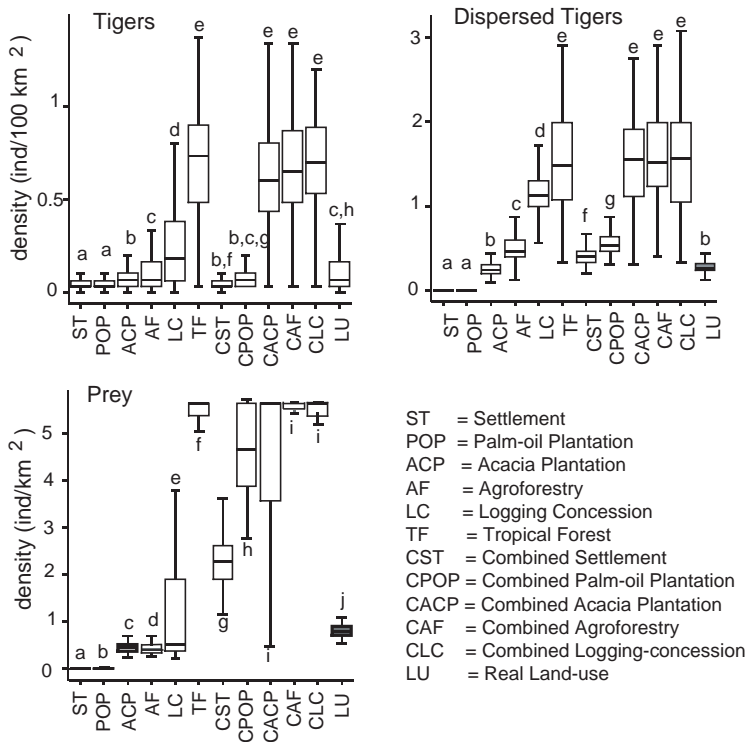 Tigers
density (ind/100 km 2 )
1
0.5
0
a a b c d e b,f b,c,g e e e c,h
ST POP ACP AF LC TF CST CPOP CACP CAF CLC LU
Dispersed Tigers
3
2
1
0
a a b c d e f g e e e b
ST POP ACP AF LC TF CST CPOP CACP CAF CLC LU
Prey
density (ind/km 2 )
5
4
3
2
1
0
a b c d e f g h i i i j
ST POP ACP AF LC TF CST CPOP CACP CAF CLC LU
ST = Settlement
POP = Palm-oil Plantation
ACP = Acacia Plantation
AF = Agroforestry
LC = Logging Concession
TF = Tropical Forest
CST = Combined Settlement
CPOP = Combined Palm-oil Plantation
CACP = Combined Acacia Plantation
CAF = Combined Agroforestry
CLC = Combined Logging-concession
LU = Real Land-use